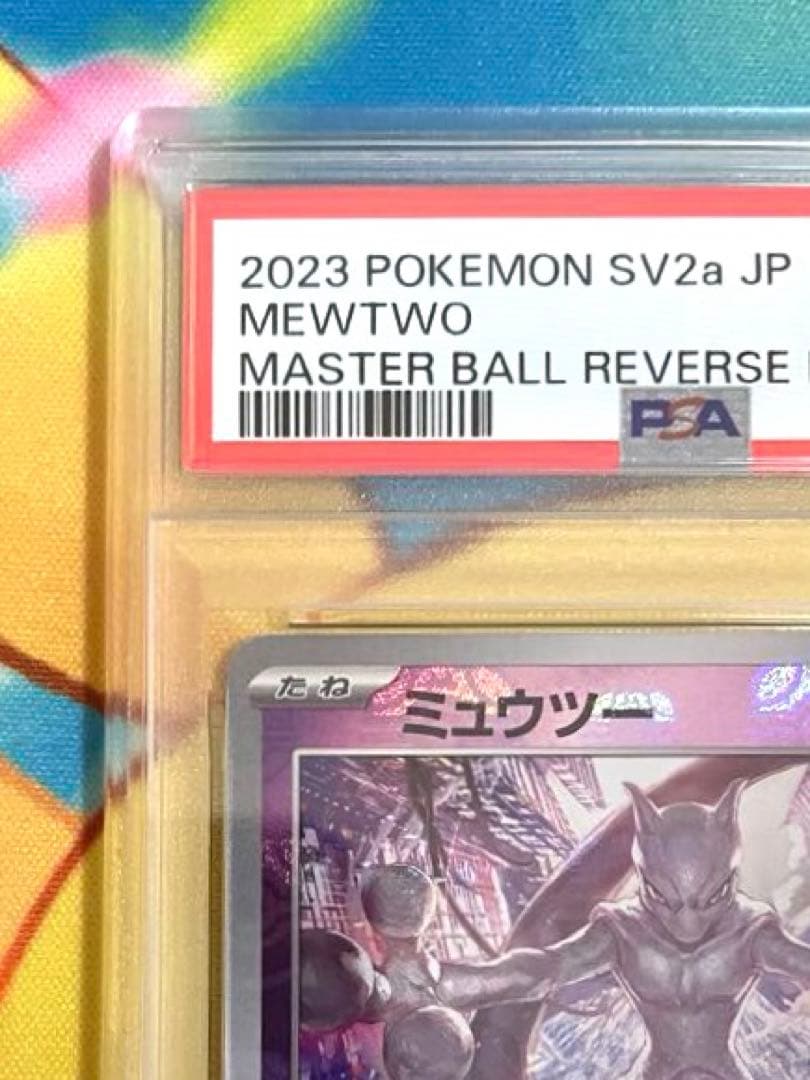 2023 POKEMON SV2a JP
MEWTWO
MASTER BALL REVERSE
PSA
たね
ミュウツー